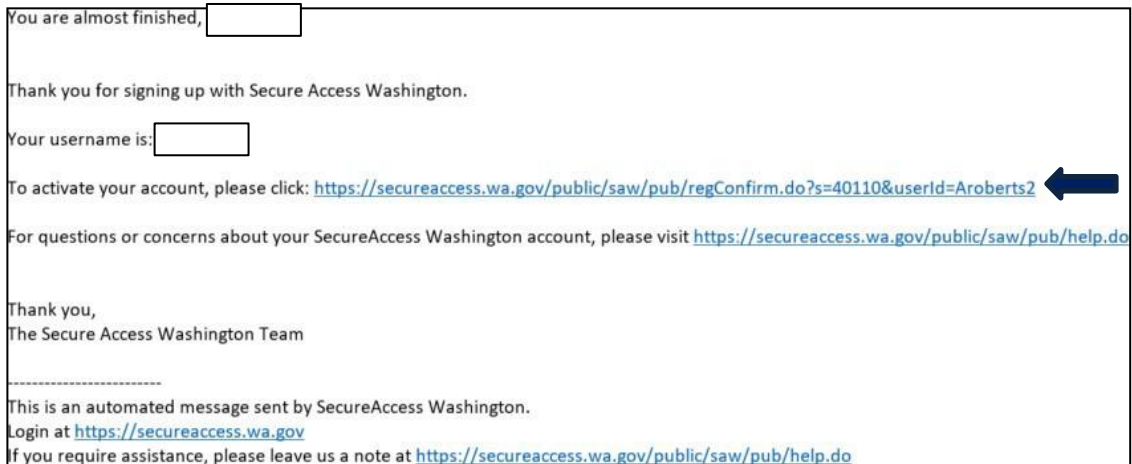 You are almost finished,
Thank you for signing up with Secure Access Washington.
Your username is:
To activate your account, please click: https://secureaccess.wa.gov/public/saw/pub/regConfirm.do?s=40110&userId=Aroberts2
For questions or concerns about your SecureAccess Washington account, please visit https://secureaccess.wa.gov/public/saw/pub/help.do
Thank you,
The Secure Access Washington Team
-------------------------
This is an automated message sent by SecureAccess Washington.
Login at https://secureaccess.wa.gov
If you require assistance, please leave us a note at https://secureaccess.wa.gov/public/saw/pub/help.do